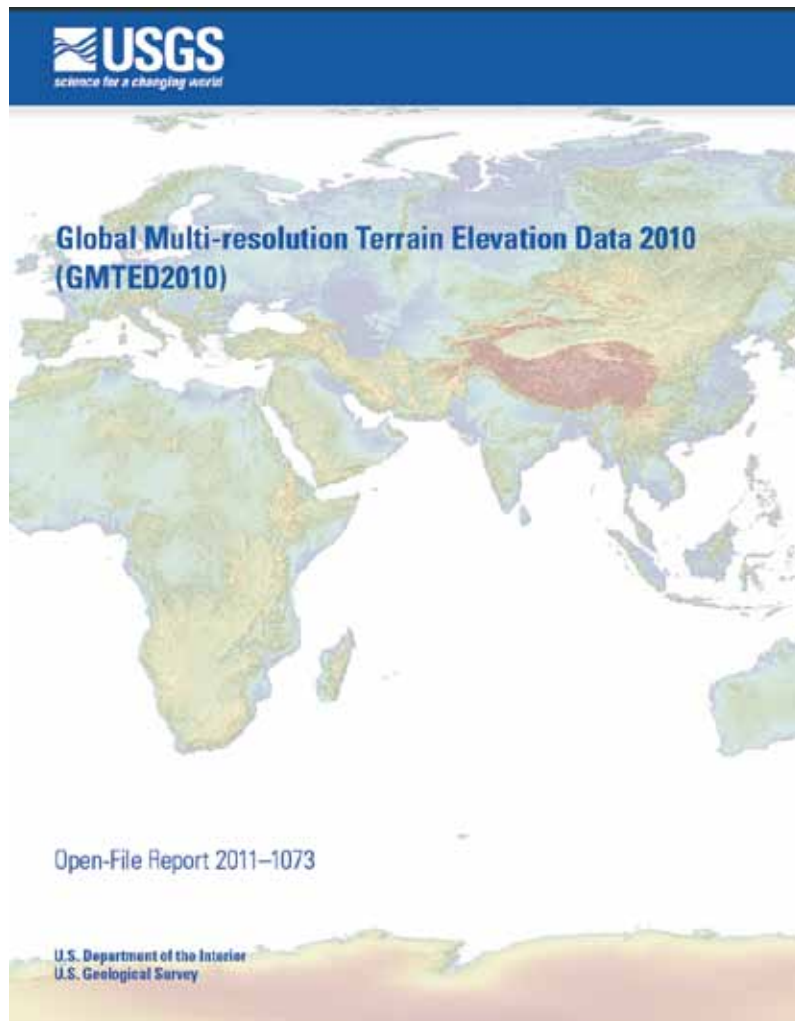 USGS
science for a changing world
Global Multi-resolution Terrain Elevation Data 2010
(GMTED2010)
Open-File Report 2011–1073
U.S. Department of the Interior
U.S. Geological Survey